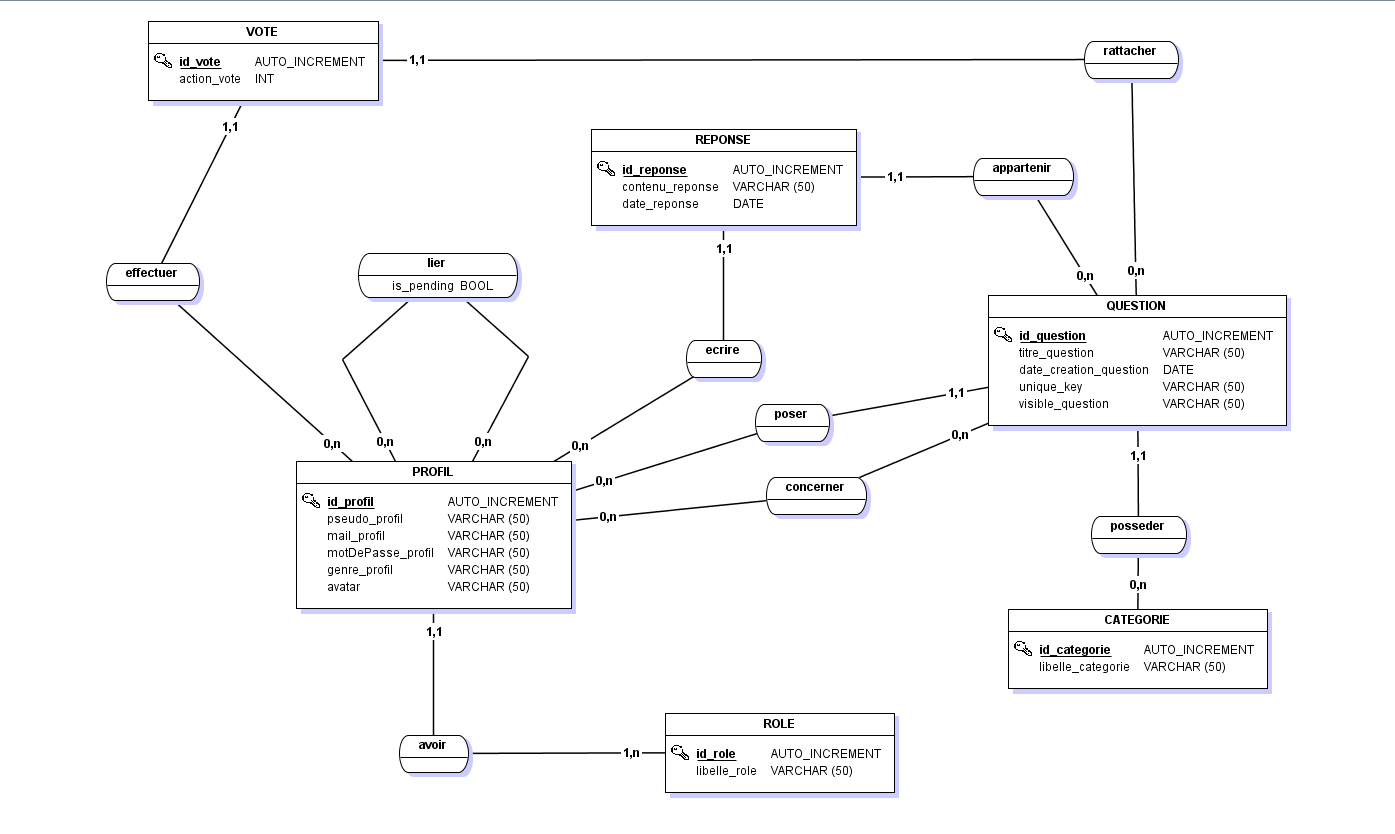 VOTE
id_vote AUTO_INCREMENT
action_vote INT
1,1
rattacher
1,1
REPONSE
id_reponse AUTO_INCREMENT
contenu_reponse VARCHAR (50)
date_reponse DATE
1,1
appartenir
1,1
effectuer
lier
is_pending BOOL
0,n
0,n
QUESTION
id_question AUTO_INCREMENT
titre_question VARCHAR (50)
date_creation_question DATE
unique_key VARCHAR (50)
visible_question VARCHAR (50)
ecrire
poser
1,1
0,n
0,n
0,n
0,n
0,n
0,n
concerner
0,n
0,n
1,1
PROFIL
id_profil AUTO_INCREMENT
pseudo_profil VARCHAR (50)
mail_profil VARCHAR (50)
motDePasse_profil VARCHAR (50)
genre_profil VARCHAR (50)
avatar VARCHAR (50)
posseder
0,n
CATEGORIE
id_categorie AUTO_INCREMENT
libelle_categorie VARCHAR (50)
1,1
avoir
1,n
ROLE
id_role AUTO_INCREMENT
libelle_role VARCHAR (50)